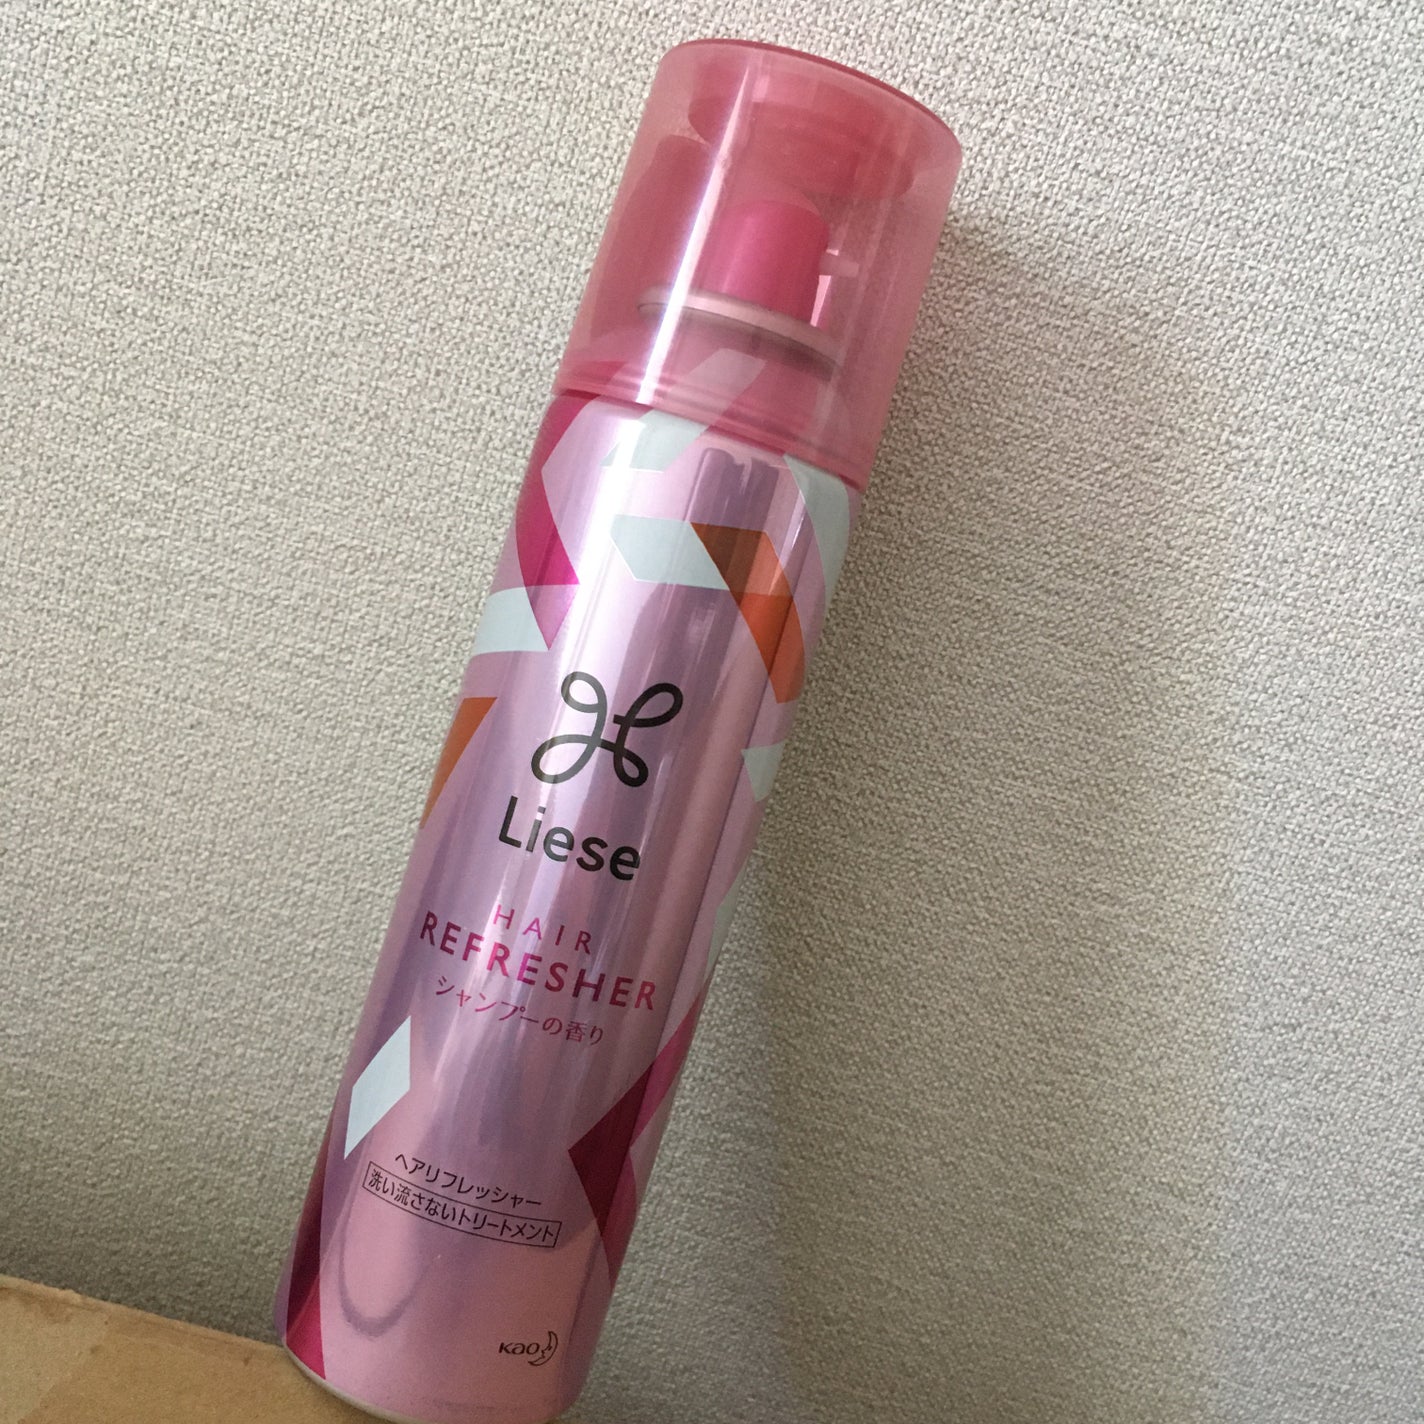 Liese
HAIR
REFRESHER
シャンプーの香り
ヘアリフレッシャー
洗い流さないトリートメント
Kao